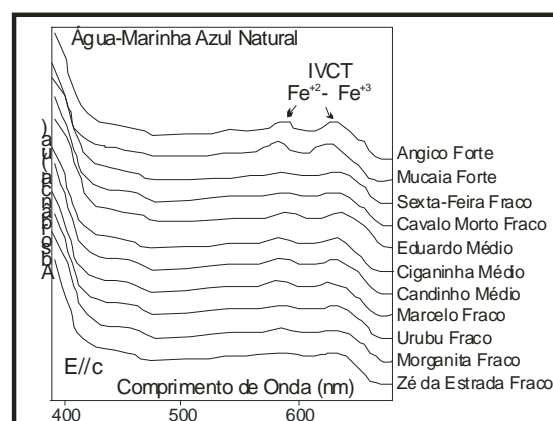 Água-Marinha Azul Natural
IVCT
Fe+2- Fe+3
Absorbância (ua)
Angico Forte
Mucaia Forte
Sexta-Feira Fraco
Cavalo Morto Fraco
Eduardo Médio
Ciganinha Médio
Candinho Médio
Marcelo Fraco
Urubu Fraco
Morganita Fraco
Zé da Estrada Fraco
E//c
Comprimento de Onda (nm)
400 500 600